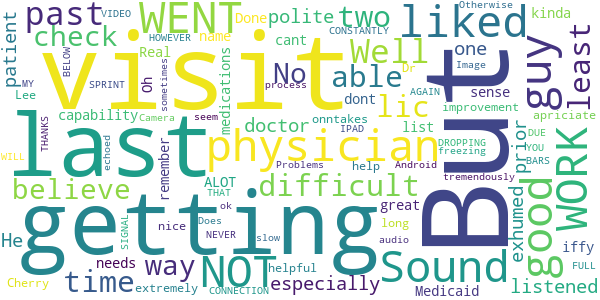 past
WENT
two
liked
kinda
VIDEO
Otherwise
polite
Done
HOWEVER
CONSTANTLY
BELOW
check
Real
name
cant
Well
one
guy
least
patient
visit
But
No
able
Oh
Dr
Image
MY
SPRINT
medications
AGAIN
sense
process
dont
lic
Lee
sometimes
doctor
list
improvement
THANKS
capability
Camera
seem
onntakes
apriciate
last
physician
WORK
DUE
YOU
WILL
echoed
IPAD
DROPPING
freezing
BARS
believe
remember
THAT
Problems
help
Android
prior
difficult
tremendously
ALOT
exhumed
good
getting
He
time
way
NOT
nice
ok
great
long
Sound
iffy
SIGNAL
Does
NEVER
slow
audio
FULL
Cherry
needs
extremely
especially
helpful
CONNECTION
Medicaid
listened